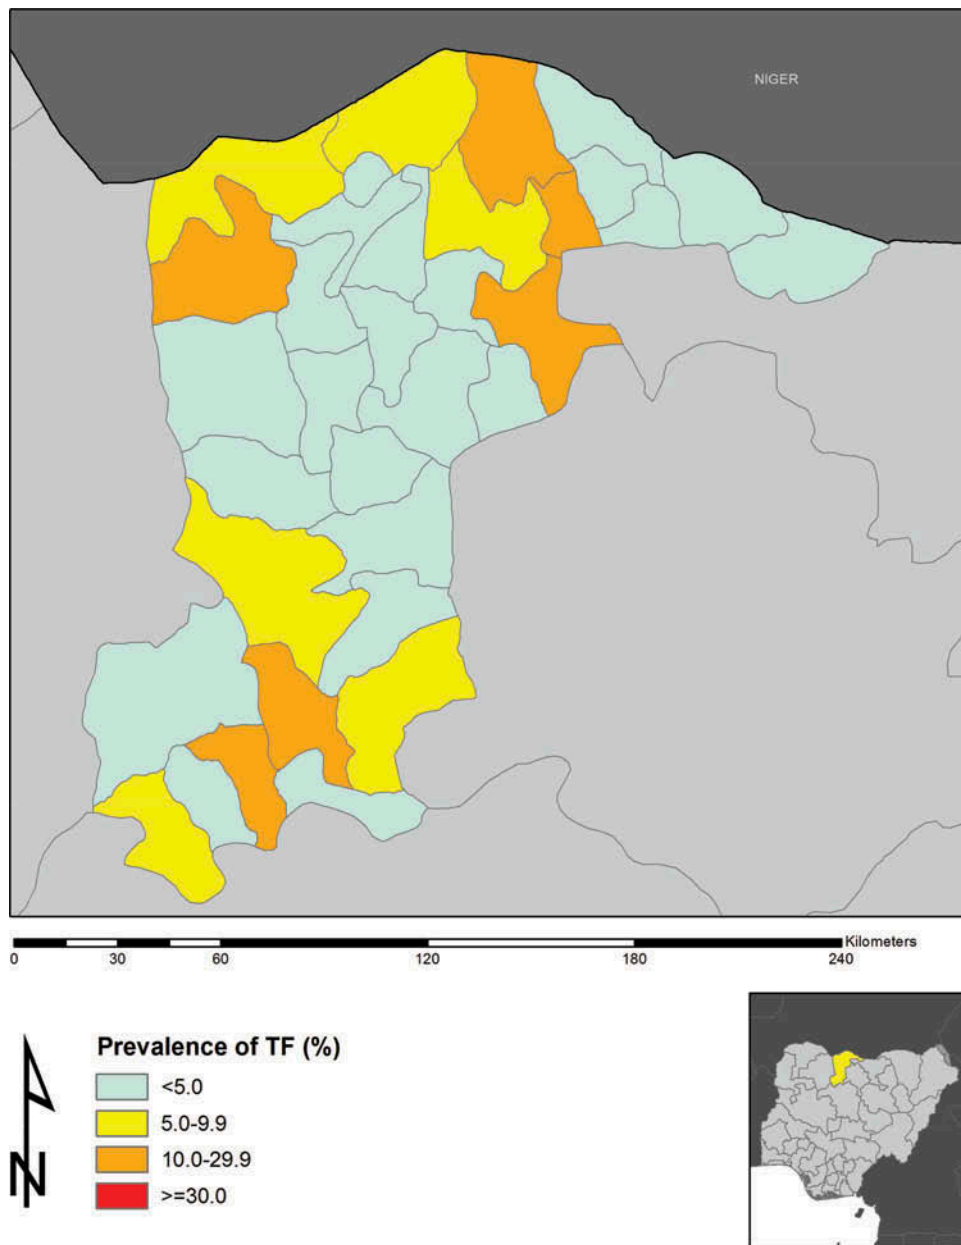 NIGER
Kilometers
0 30 60 120 180 240
N
Prevalence of TF (%)
<5.0
5.0-9.9
10.0-29.9
>=30.0